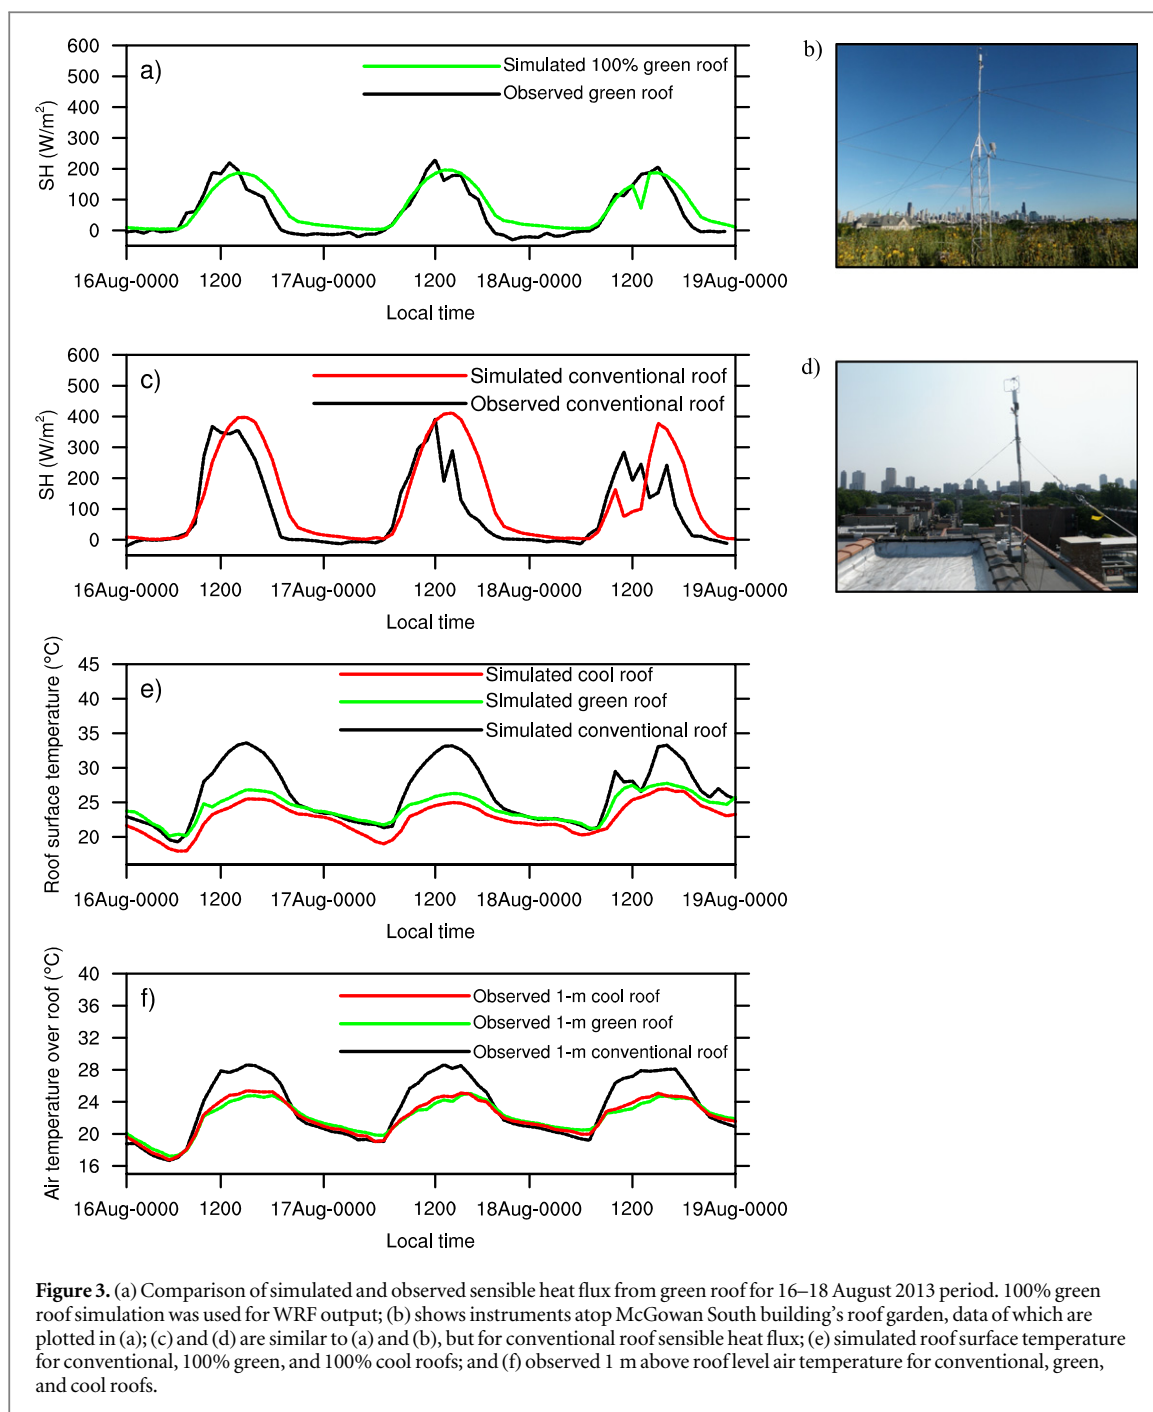 a)
Simulated 100% green roof
Observed green roof
SH (W/m²)
600
500
400
300
200
100
0
16Aug-0000 1200 17Aug-0000 1200 18Aug-0000 1200 19Aug-0000
Local time
b)
c)
Simulated conventional roof
Observed conventional roof
SH (W/m²)
600
500
400
300
200
100
0
16Aug-0000 1200 17Aug-0000 1200 18Aug-0000 1200 19Aug-0000
Local time
d)
e)
Simulated cool roof
Simulated green roof
Simulated conventional roof
Roof surface temperature (°C)
45
40
35
30
25
20
16Aug-0000 1200 17Aug-0000 1200 18Aug-0000 1200 19Aug-0000
Local time
f)
Observed 1-m cool roof
Observed 1-m green roof
Observed 1-m conventional roof
Air temperature over roof (°C)
40
36
32
28
24
20
16
16Aug-0000 1200 17Aug-0000 1200 18Aug-0000 1200 19Aug-0000
Local time
Figure 3. (a) Comparison of simulated and observed sensible heat flux from green roof for 16–18 August 2013 period. 100% green
roof simulation was used for WRF output; (b) shows instruments atop McGowan South building's roof garden, data of which are
plotted in (a); (c) and (d) are similar to (a) and (b), but for conventional roof sensible heat flux; (e) simulated roof surface temperature
for conventional, 100% green, and 100% cool roofs; and (f) observed 1 m above roof level air temperature for conventional, green,
and cool roofs.